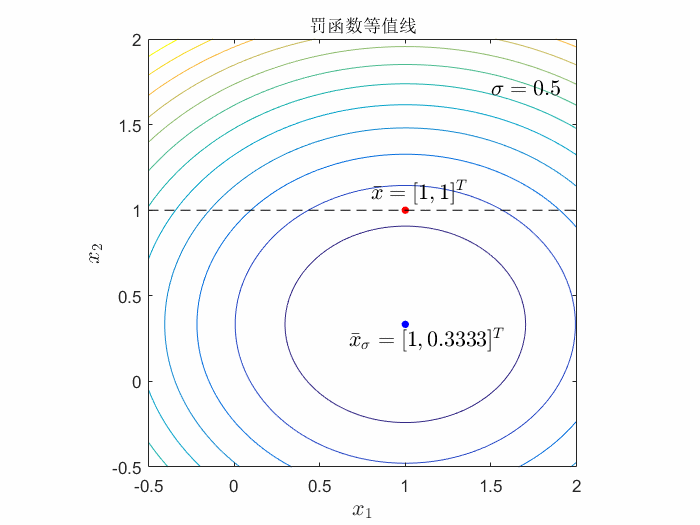 罚函数等值线
2
σ = 0.5
1.5
x̄ = [1, 1]^T
1
x_2
0.5
x̄_σ = [1, 0.3333]^T
0
-0.5
-0.5 0 0.5 1 1.5 2
x_1